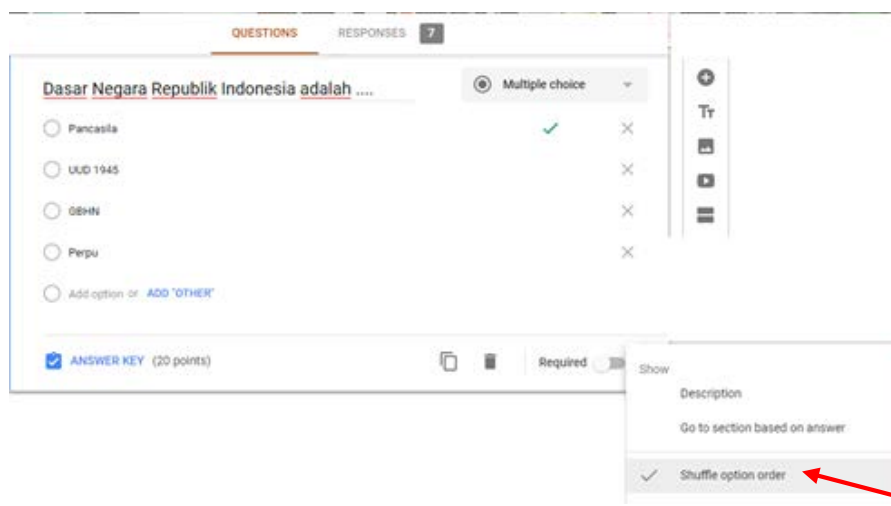 QUESTIONS RESPONSES 7
Dasar Negara Republik Indonesia adalah ....
Multiple choice
Pancasila
UUD 1945
GBHN
Perpu
Add option or ADD "OTHER"
ANSWER KEY (20 points)
Required
Show
Description
Go to section based on answer
Shuffle option order
Tт